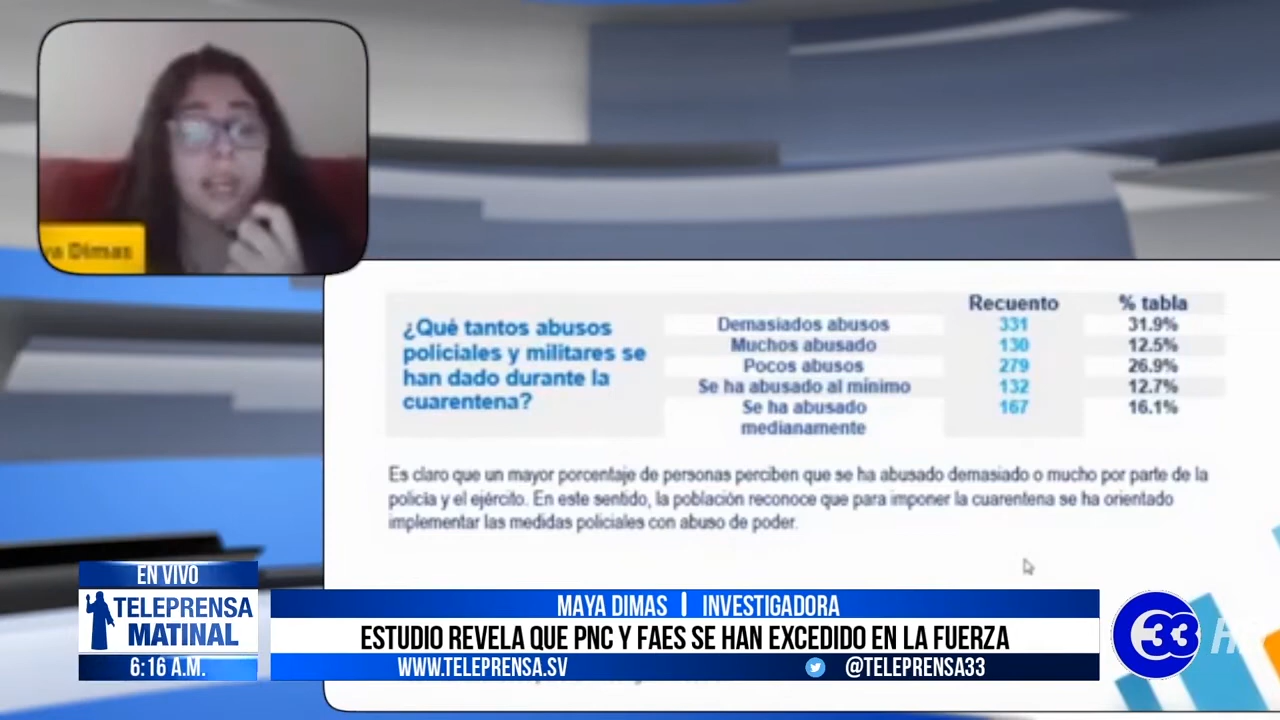 va Dimas
Recuento % tabla
¿Qué tantos abusos
policiales y militares se
han dado durante la
cuarentena?
Demasiados abusos 331 31.9%
Muchos abusado 130 12.5%
Pocos abusos 279 26.9%
Se ha abusado al mínimo 132 12.7%
Se ha abusado 167 16.1%
medianamente
Es claro que un mayor porcentaje de personas perciben que se ha abusado demasiado o mucho por parte de la
policía y el ejército. En este sentido, la población reconoce que para imponer la cuarentena se ha orientado
implementar las medidas policiales con abuso de poder.
EN VIVO
TELEPRENSA
MATINAL
6:16 A.M.
MAYA DIMAS | INVESTIGADORA
ESTUDIO REVELA QUE PNC Y FAES SE HAN EXCEDIDO EN LA FUERZA
WWW.TELEPRENSA.SV @TELEPRENSA33
33